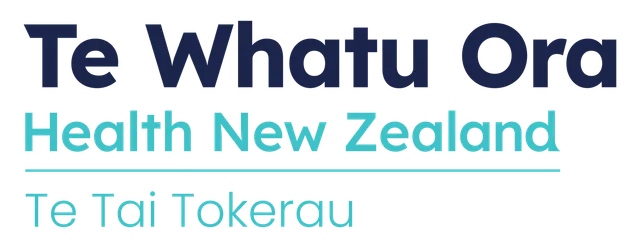 Te Whatu Ora
Health New Zealand
Te Tai Tokerau